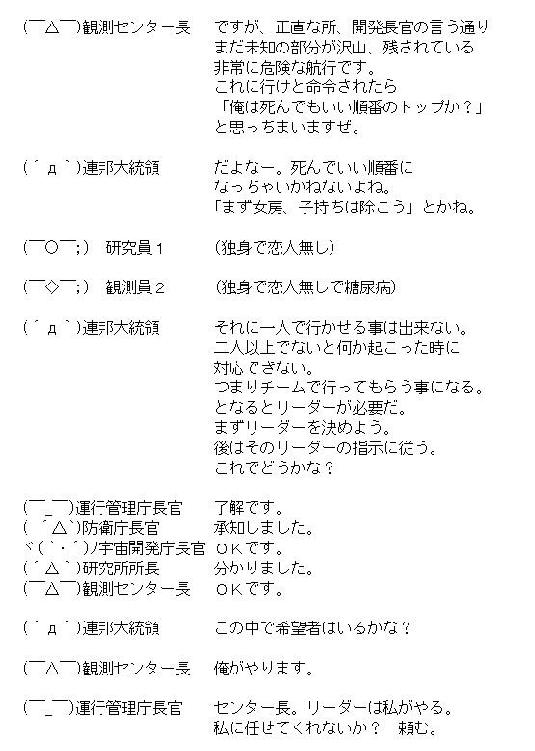 (￣△￣)観測センター長　ですが、正直な所、開発長官の言う通り
まだ未知の部分が沢山、残されている
非常に危険な航行です。
これに行けと命令されたら
「俺は死んでもいい順番のトップか？」
と思っちまいますぜ。
(´д｀)連邦大統領　だよなー。死んでいい順番に
なっちゃいかねないよね。
「まず女房、子持ちは除こう」とかね。
(￣○￣;)　研究員１　(独身で恋人無し)
(￣◇￣;)　観測員２　(独身で恋人無しで糖尿病)
(´д｀)連邦大統領　それに一人で行かせる事は出来ない。
二人以上でないと何か起こった時に
対応できない。
つまりチームで行ってもらう事になる。
となるとリーダーが必要だ。
まずリーダーを決めよう。
後はそのリーダーの指示に従う。
これでどうかな？
(￣_￣)運行管理庁長官　了解です。
( ´△`)防衛庁長官　承知しました。
ヾ(｀・´)ﾉ宇宙開発庁長官　ＯＫです。
(´△｀)研究所所長　分かりました。
(￣△￣)観測センター長　ＯＫです。
(´д｀)連邦大統領　この中で希望者はいるかな？
(￣△￣)観測センター長　俺がやります。
(￣_￣)運行管理庁長官　センター長。リーダーは私がやる。
私に任せてくれないか？　頼む。